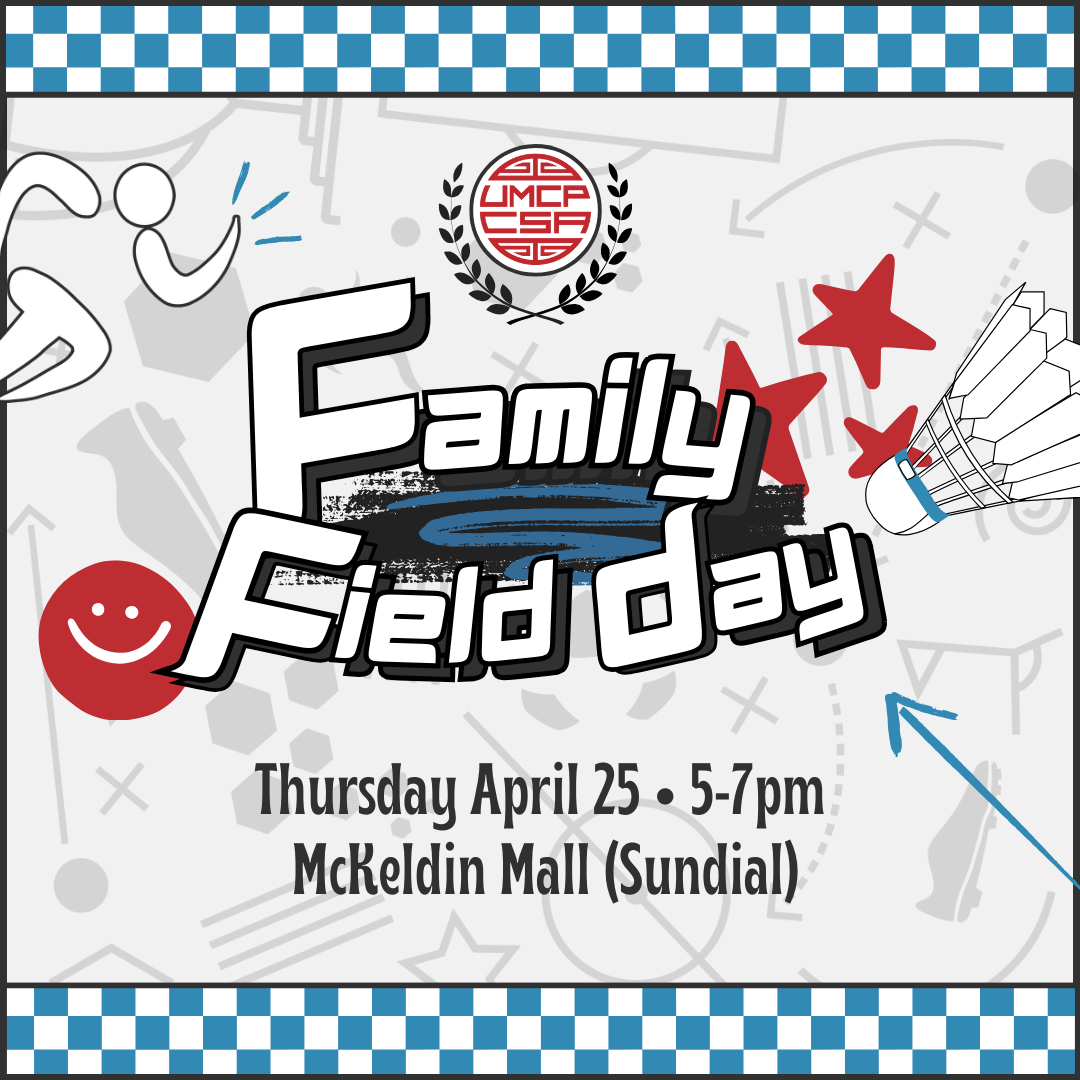 UMCP
CSA
Family
Field Day
Thursday April 25 • 5-7pm
McKeldin Mall (Sundial)